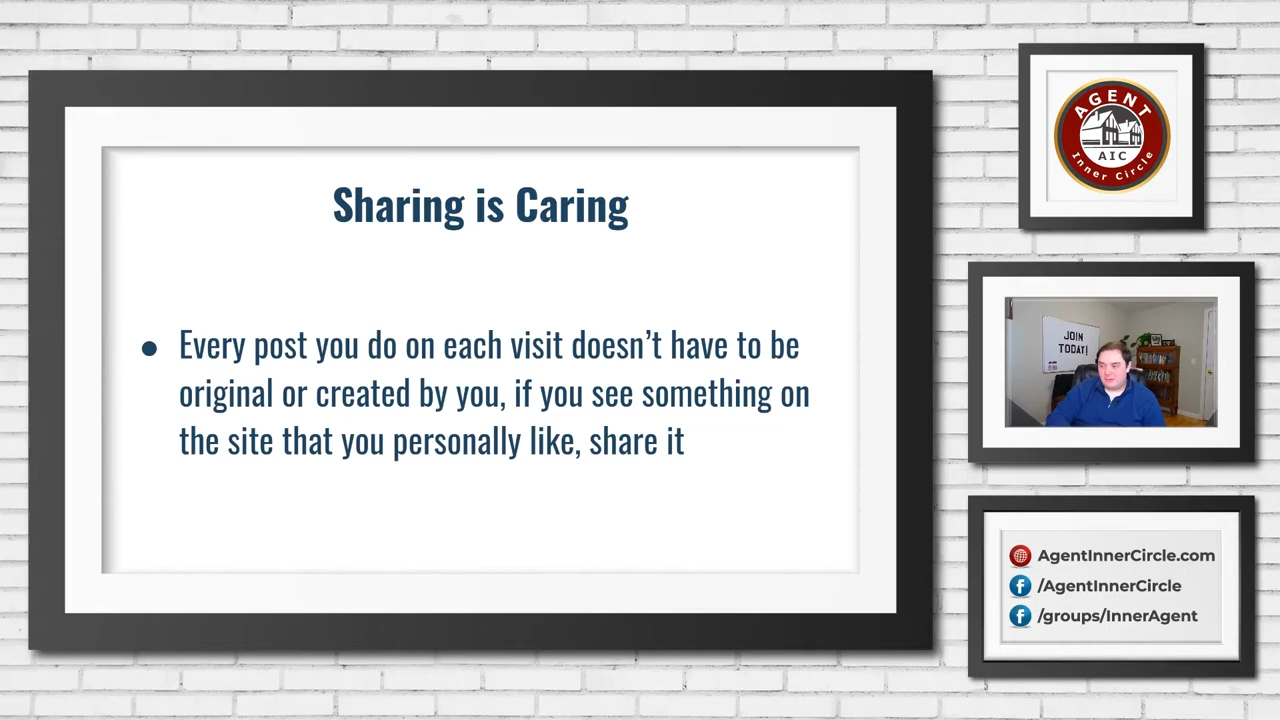 Sharing is Caring
● Every post you do on each visit doesn’t have to be
original or created by you, if you see something on
the site that you personally like, share it
AGENT
AIC
Inner Circle
JOIN
TODAY!
AgentInnerCircle.com
/AgentInnerCircle
/groups/InnerAgent